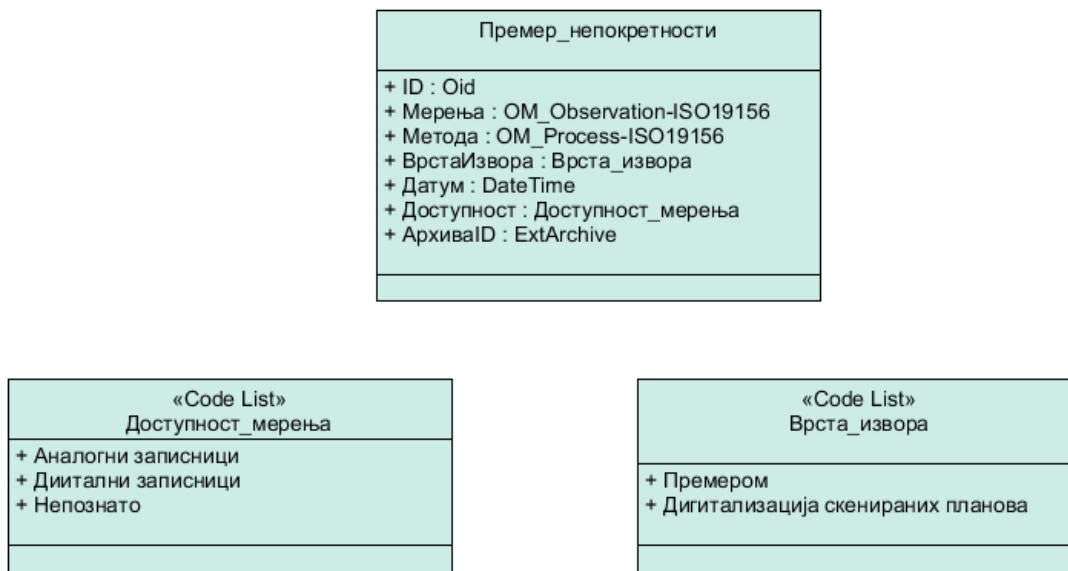 Премер_непокретности
+ ID : Oid
+ Мерења : OM_Observation-ISO19156
+ Метода : OM_Process-ISO19156
+ ВрстаИзвора : Врста_извора
+ Датум : DateTime
+ Доступност : Доступност_мерења
+ АрхиваID : ExtArchive
«Code List»
Доступност_мерења
+ Аналогни записници
+ Диитални записници
+ Непознато
«Code List»
Врста_извора
+ Премером
+ Дигитализација скенираних планова